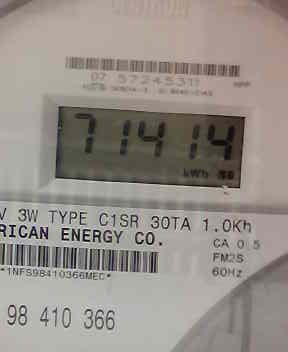 07 57245311
71414
kWh
V 3W TYPE C1SR 30TA 1.0Kh
RICAN ENERGY CO.
CA 0.5
FM2S
60Hz
*1NFS98410366MEC*
98 410 366